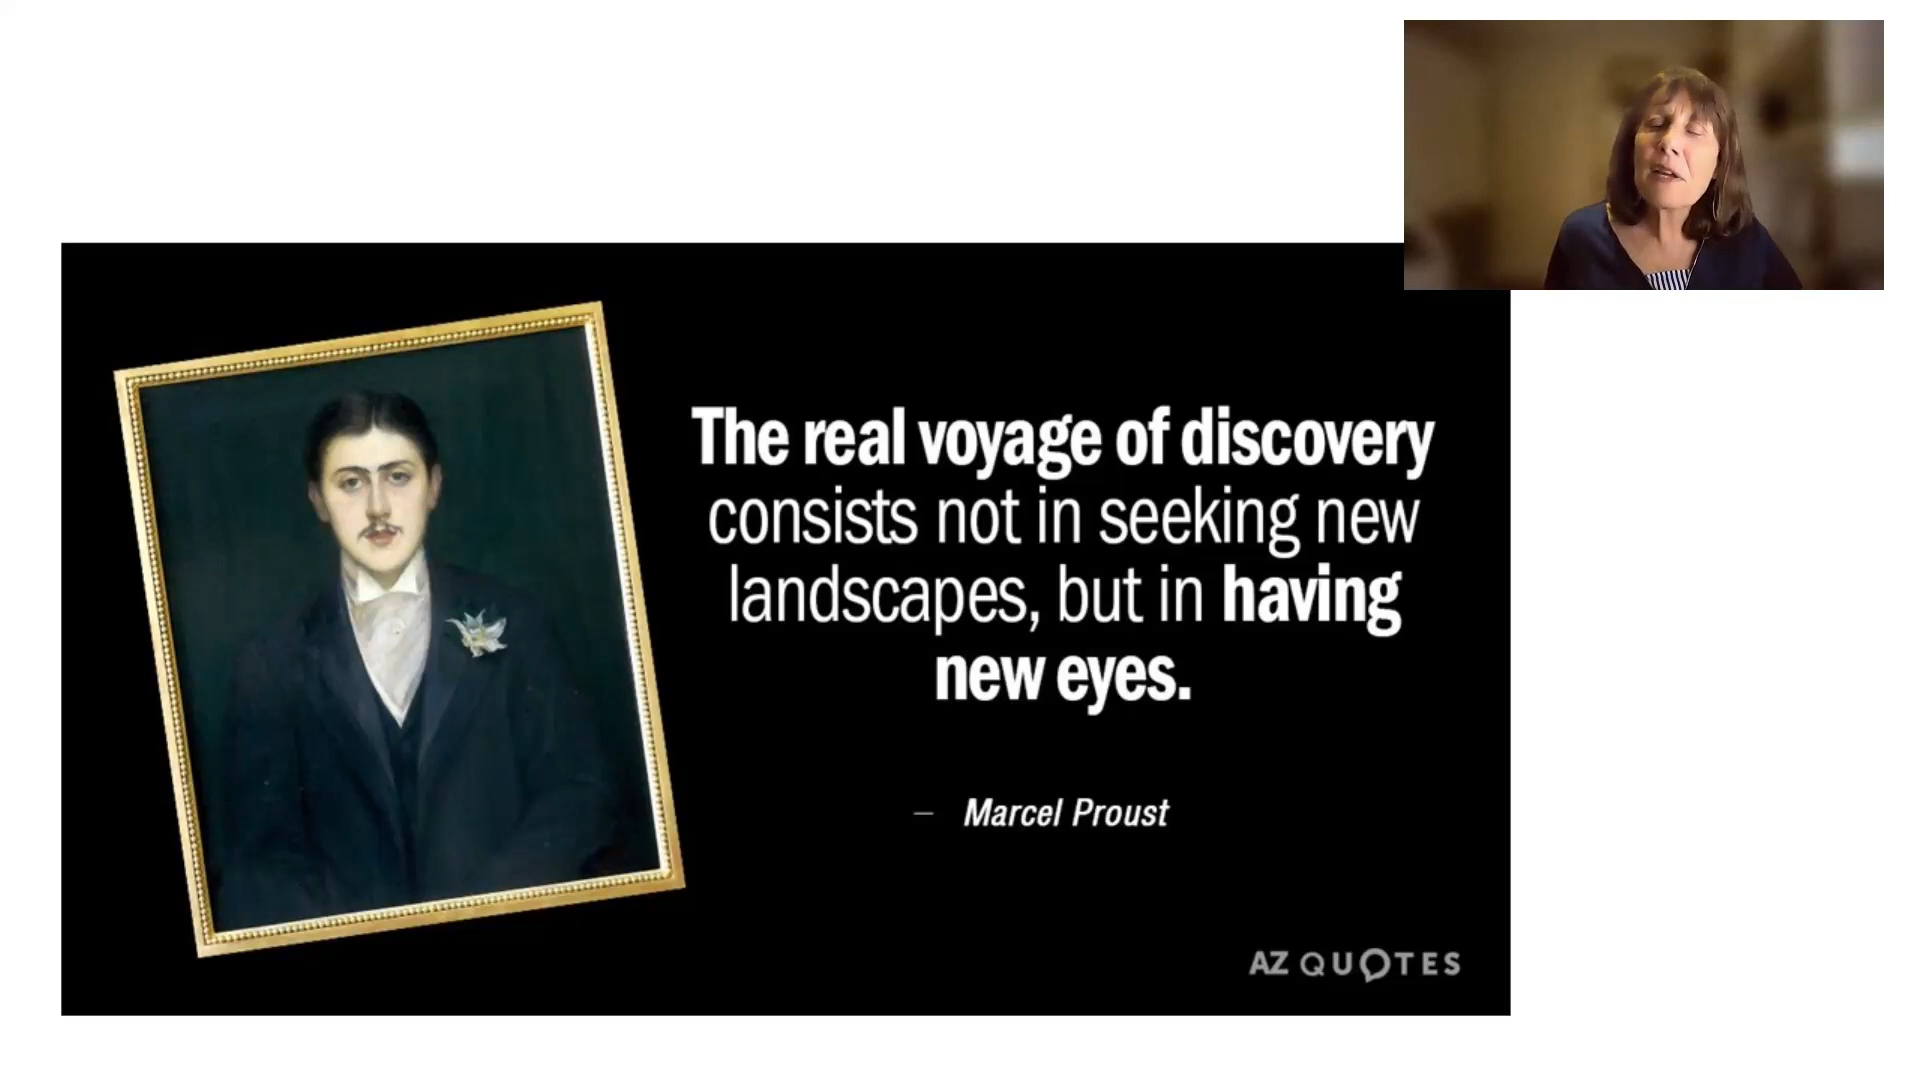 The real voyage of discovery
consists not in seeking new
landscapes, but in having
new eyes.
— Marcel Proust
AZ QUOTES